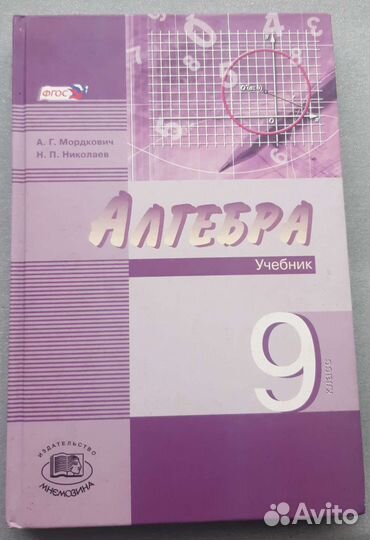 ФГОС
А. Г. Мордкович
Н. П. Николаев
АЛГЕБРА
Учебник
9
класс
ИЗДАТЕЛЬСТВО
МНЕМОЗИНА
Avito